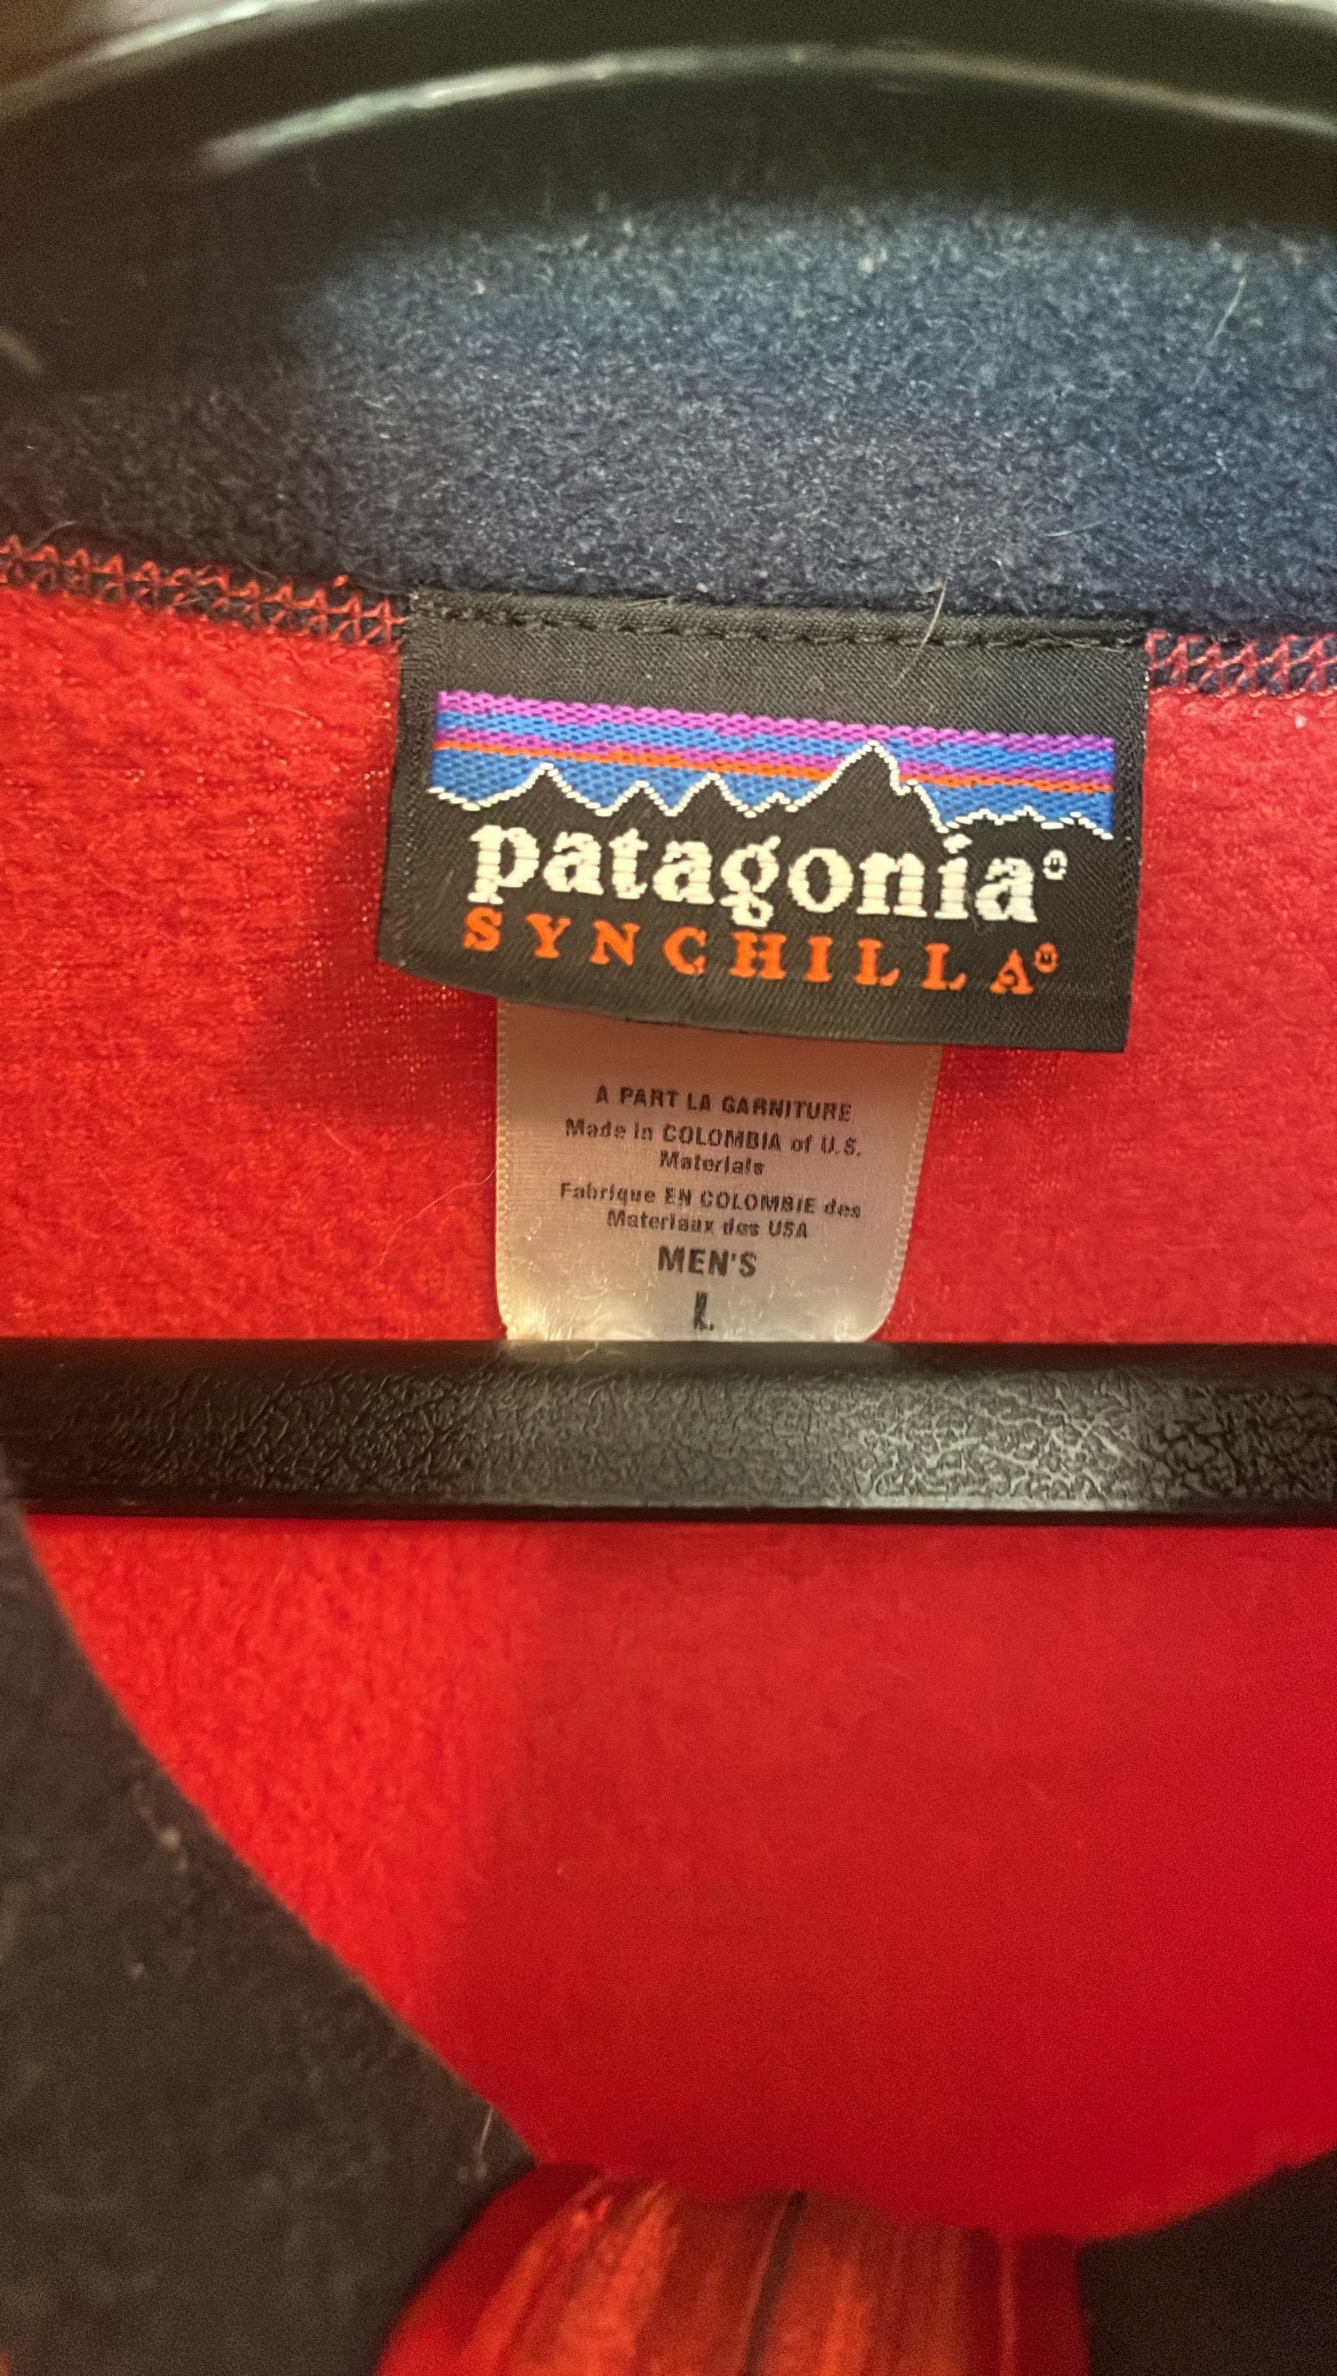 patagonia®
SYNCHILLA®
A PART LA GARNITURE
Made in COLOMBIA of U.S.
Materials
Fabrique EN COLOMBIE des
Materiaux des USA
MEN'S
L